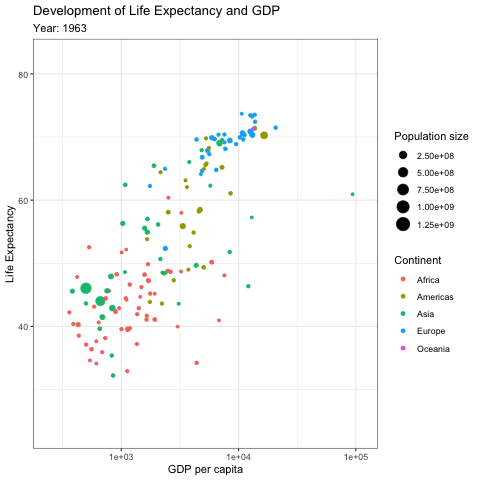 Development of Life Expectancy and GDP
Year: 1963
80
60
40
Life Expectancy
1e+03
1e+04
1e+05
GDP per capita
Population size
2.50e+08
5.00e+08
7.50e+08
1.00e+09
1.25e+09
Continent
Africa
Americas
Asia
Europe
Oceania